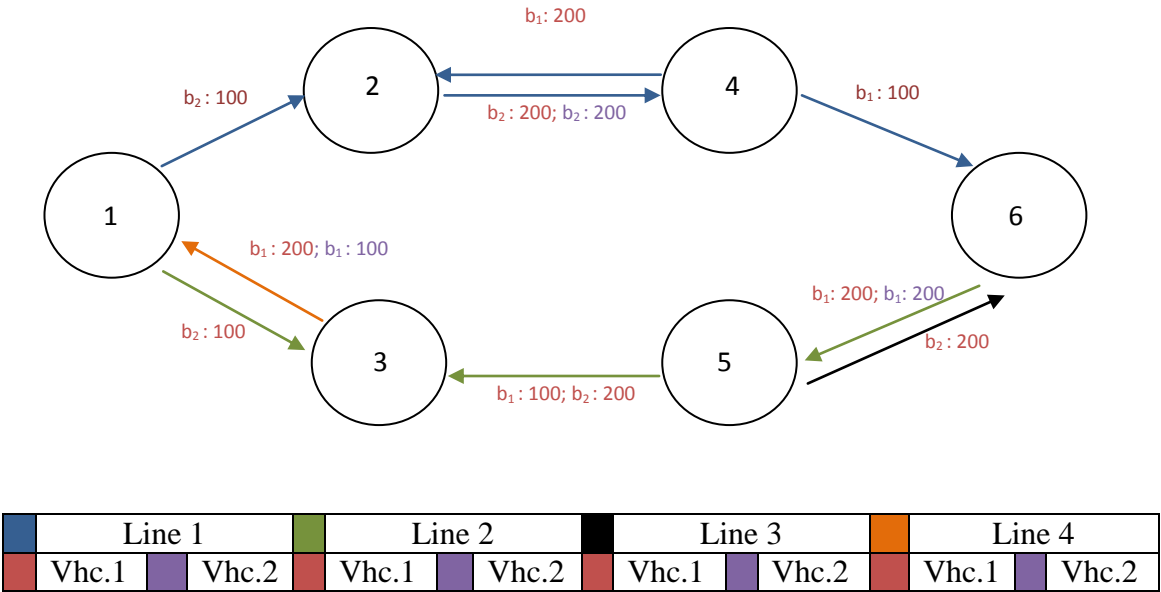 b₁: 200
2
4
b₂ : 100
b₁ : 100
b₂ : 200; b₂ : 200
1
6
b₁ : 200; b₁ : 100
b₁: 200; b₁: 200
b₂ : 100
b₂ : 200
3
5
b₁ : 100; b₂ : 200
Line 1 Line 2 Line 3 Line 4
Vhc.1 Vhc.2 Vhc.1 Vhc.2 Vhc.1 Vhc.2 Vhc.1 Vhc.2